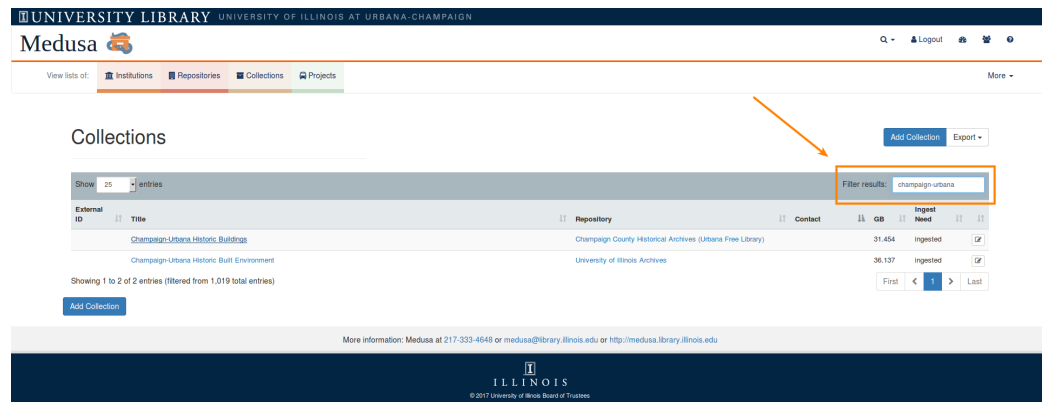 I UNIVERSITY LIBRARY UNIVERSITY OF ILLINOIS AT URBANA-CHAMPAIGN
Medusa
Logout
View lists of: Institutions Repositories Collections Projects More
Collections
Add Collection Export
Show 25 entries Filter results: champaign-urbana
External ID Title Repository Contact GB Ingest Need
Champaign-Urbana Historic Buildings Champaign County Historical Archives (Urbana Free Library) 31.454 ingested
Champaign-Urbana Historic Built Environment University of Illinois Archives 36.137 ingested
Showing 1 to 2 of 2 entries (filtered from 1,019 total entries) First 1 Last
Add Collection
More information: Medusa at 217-333-4648 or medusa@library.illinois.edu or http://medusa.library.illinois.edu
I
ILLINOIS
© 2017 University of Illinois Board of Trustees